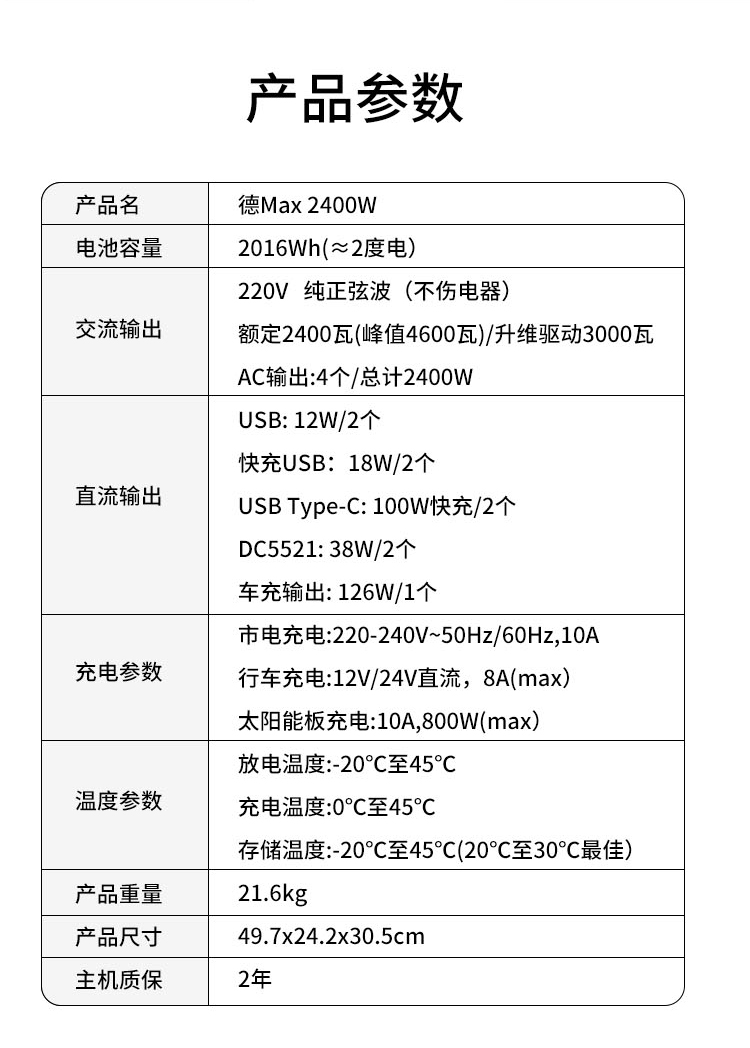 产品参数
产品名
德Max 2400W
电池容量
2016Wh(≈2度电）
交流输出
220V 纯正弦波（不伤电器）
额定2400瓦(峰值4600瓦)/升维驱动3000瓦
AC输出:4个/总计2400W
直流输出
USB: 12W/2个
快充USB：18W/2个
USB Type-C: 100W快充/2个
DC5521: 38W/2个
车充输出: 126W/1个
充电参数
市电充电:220-240V~50Hz/60Hz,10A
行车充电:12V/24V直流，8A(max）
太阳能板充电:10A,800W(max）
温度参数
放电温度:-20℃至45℃
充电温度:0℃至45℃
存储温度:-20℃至45℃(20℃至30℃最佳）
产品重量
21.6kg
产品尺寸
49.7x24.2x30.5cm
主机质保
2年